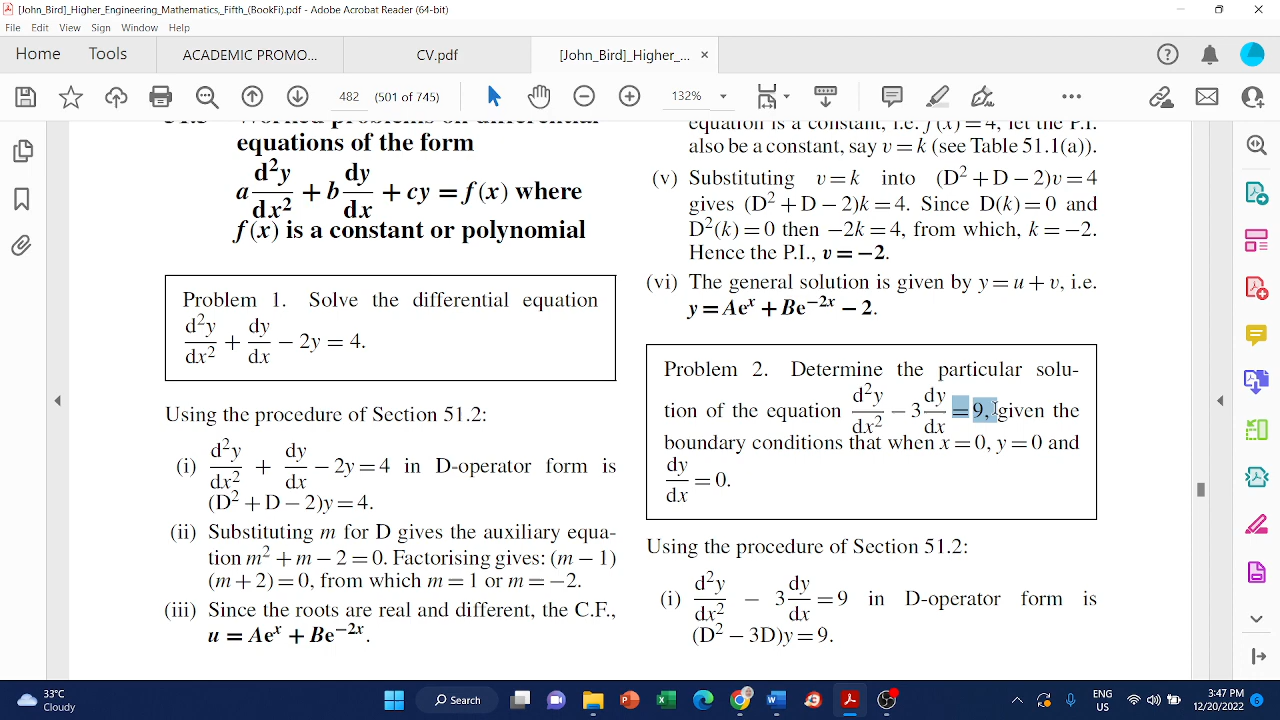 [John_Bird]_Higher_Engineering_Mathematics_Fifth_(BookFi).pdf - Adobe Acrobat Reader (64-bit)
File Edit View Sign Window Help
Home Tools ACADEMIC PROMO... CV.pdf [John_Bird]_Higher_... ×
482 (501 of 745) 132%
equations of the form
a d²y/dx² + b dy/dx + cy = f(x) where
f(x) is a constant or polynomial
Problem 1. Solve the differential equation
d²y/dx² + dy/dx − 2y = 4.
Using the procedure of Section 51.2:
(i) d²y/dx² + dy/dx − 2y = 4 in D-operator form is
(D² + D − 2)y = 4.
(ii) Substituting m for D gives the auxiliary equa-
tion m² + m − 2 = 0. Factorising gives: (m − 1)
(m + 2) = 0, from which m = 1 or m = −2.
(iii) Since the roots are real and different, the C.F.,
u = Aeˣ + Be⁻²ˣ.
equation is a constant, i.e. f(x) = 4, let the P.I.
also be a constant, say v = k (see Table 51.1(a)).
(v) Substituting v = k into (D² + D − 2)v = 4
gives (D² + D − 2)k = 4. Since D(k) = 0 and
D²(k) = 0 then −2k = 4, from which, k = −2.
Hence the P.I., v = −2.
(vi) The general solution is given by y = u + v, i.e.
y = Aeˣ + Be⁻²ˣ − 2.
Problem 2. Determine the particular solu-
tion of the equation d²y/dx² − 3 dy/dx = 9, given the
boundary conditions that when x = 0, y = 0 and
dy/dx = 0.
Using the procedure of Section 51.2:
(i) d²y/dx² − 3 dy/dx = 9 in D-operator form is
(D² − 3D)y = 9.
33°C
Cloudy
Search
ENG
US
3:47 PM
12/20/2022
5